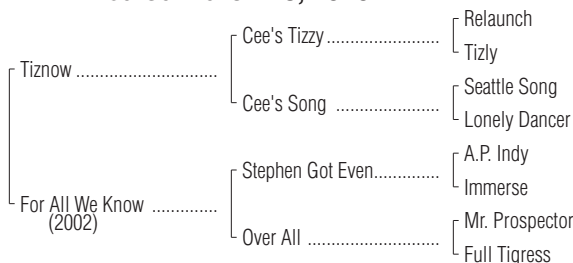 Relaunch
Cee's Tizzy ........................
Tizly
Tiznow ..............................
Seattle Song
Cee's Song ......................
Lonely Dancer
A.P. Indy
Stephen Got Even..............
Immerse
For All We Know ..............
(2002)
Mr. Prospector
Over All ............................
Full Tigress